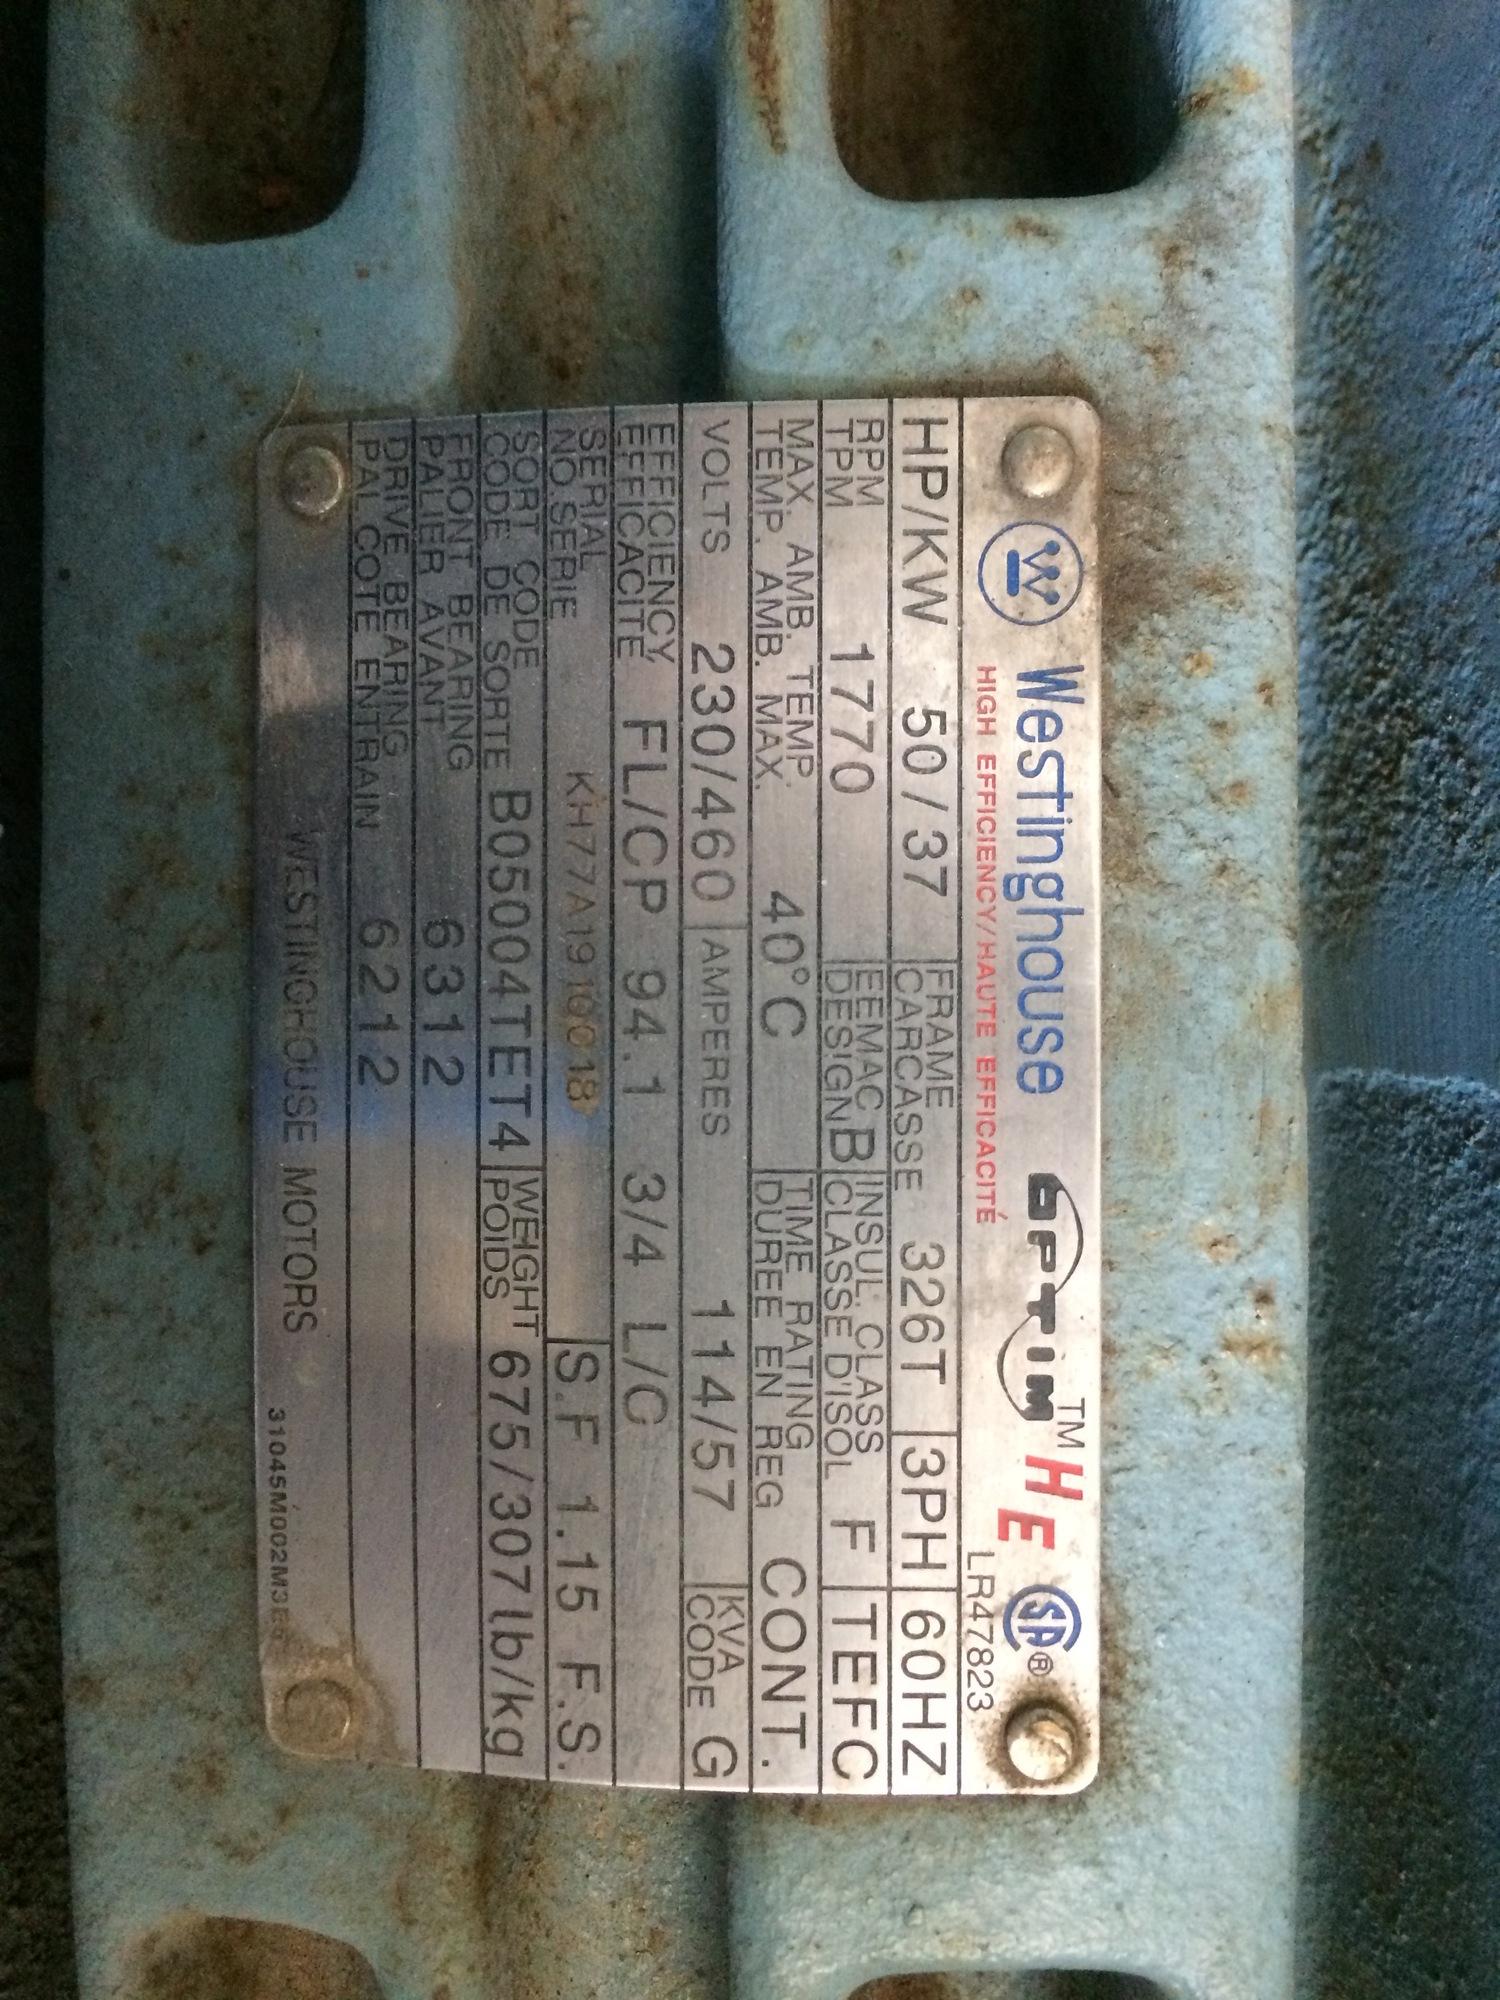 Westinghouse OPTIM™ HE SA®
HIGH EFFICIENCY/HAUTE EFFICACITÉ LR47823
HP/KW 50/37 FRAME CARCASSE 326T 3PH 60HZ
RPM TPM 1770 EEMAC DESIGN B INSUL. CLASS CLASSE D'ISOL F TEFC
MAX. AMB. TEMP. TEMP. AMB. MAX. 40°C TIME RATING DUREE EN REG CONT.
VOLTS 230/460 AMPERES 114/57 KVA CODE G
EFFICIENCY EFFICACITE FL/CP 94.1 3/4 L/C
SERIAL NO.SERIE KH77A1910018 S.F 1.15 F.S.
SORT CODE CODE DE SORTE B05004TET4 WEIGHT POIDS 675/307 lb/kg
FRONT BEARING PALIER AVANT 6312
DRIVE BEARING PAL.COTE ENTRAIN 6212
WESTINGHOUSE MOTORS